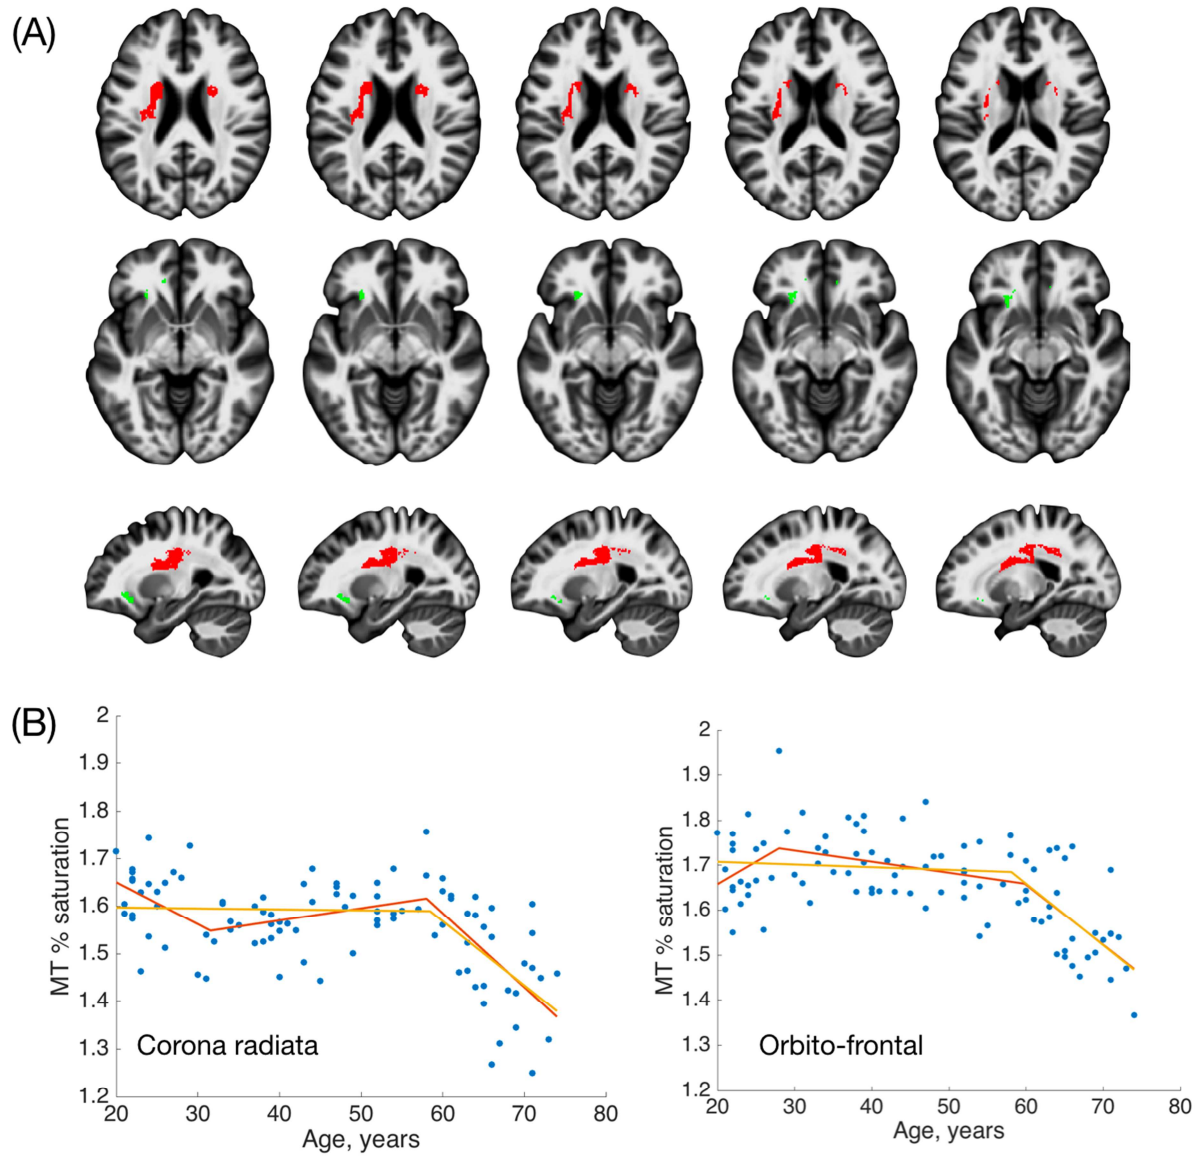 (A)
(B)
2
1.9
1.8
1.7
1.6
1.5
1.4
1.3
1.2
MT % saturation
Corona radiata
20 30 40 50 60 70 80
Age, years
2
1.9
1.8
1.7
1.6
1.5
1.4
1.3
1.2
MT % saturation
Orbito-frontal
20 30 40 50 60 70 80
Age, years